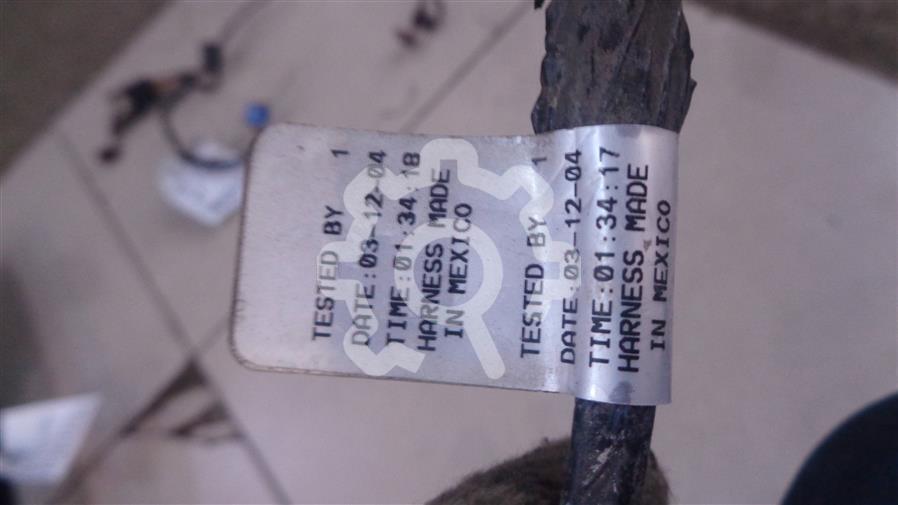 TESTED BY 1
DATE:03-12-04
TIME:01:34:18
HARNESS MADE
IN MEXICO
TESTED BY 1
DATE:03-12-04
TIME:01:34:17
HARNESS MADE
IN MEXICO